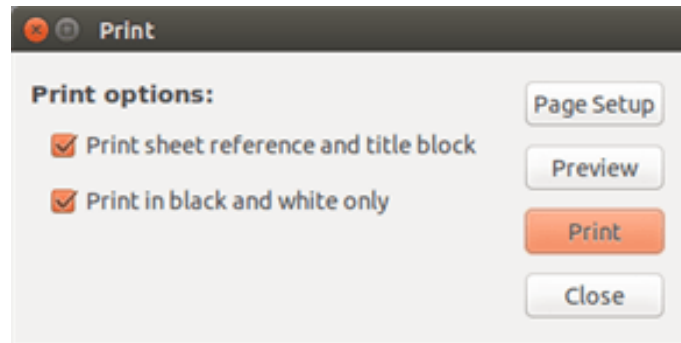 Print
Print options:
Print sheet reference and title block
Print in black and white only
Page Setup
Preview
Print
Close